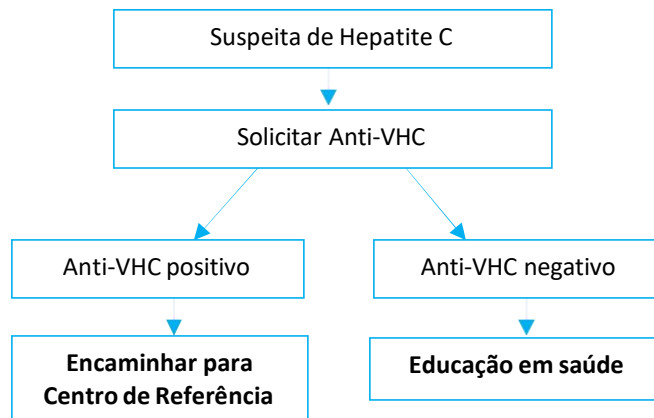 Suspeita de Hepatite C
Solicitar Anti-VHC
Anti-VHC positivo
Anti-VHC negativo
Encaminhar para
Centro de Referência
Educação em saúde